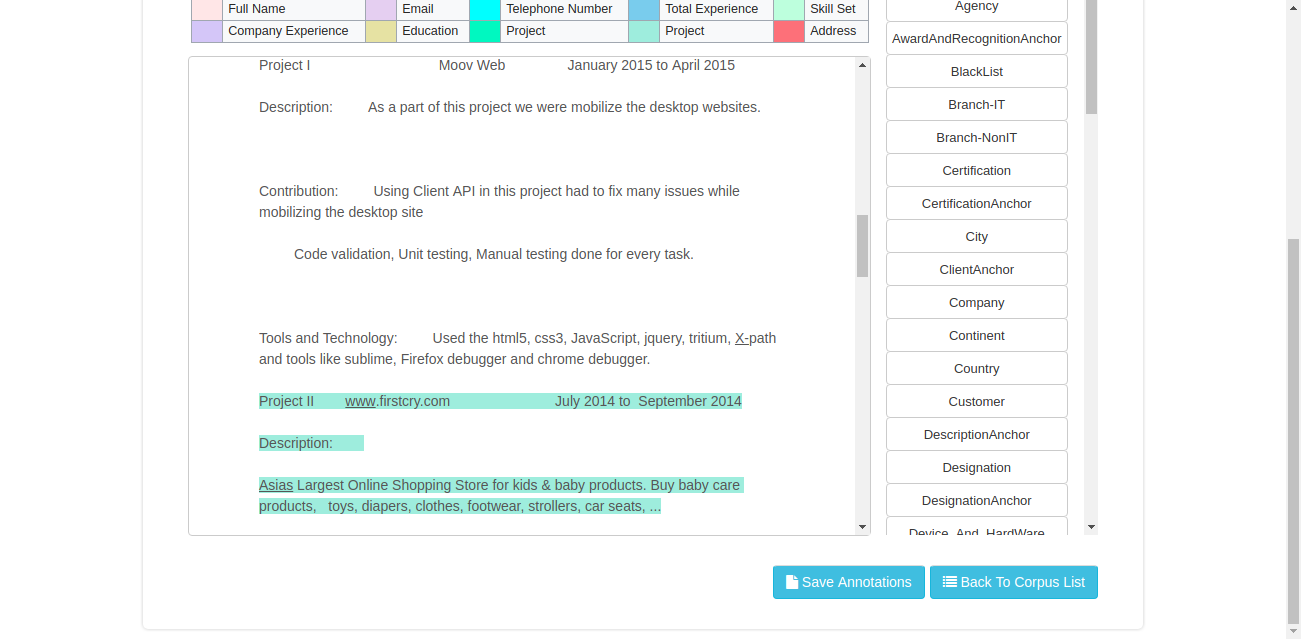 Full Name Email Telephone Number Total Experience Skill Set
Company Experience Education Project Project Address
Project I Moov Web January 2015 to April 2015
Description: As a part of this project we were mobilize the desktop websites.
Contribution: Using Client API in this project had to fix many issues while
mobilizing the desktop site
Code validation, Unit testing, Manual testing done for every task.
Tools and Technology: Used the html5, css3, JavaScript, jquery, tritium, X-path
and tools like sublime, Firefox debugger and chrome debugger.
Project II www.firstcry.com July 2014 to September 2014
Description:
Asias Largest Online Shopping Store for kids & baby products. Buy baby care
products, toys, diapers, clothes, footwear, strollers, car seats, ...
Agency
AwardAndRecognitionAnchor
BlackList
Branch-IT
Branch-NonIT
Certification
CertificationAnchor
City
ClientAnchor
Company
Continent
Country
Customer
DescriptionAnchor
Designation
DesignationAnchor
Device_And_HardWare
Save Annotations Back To Corpus List